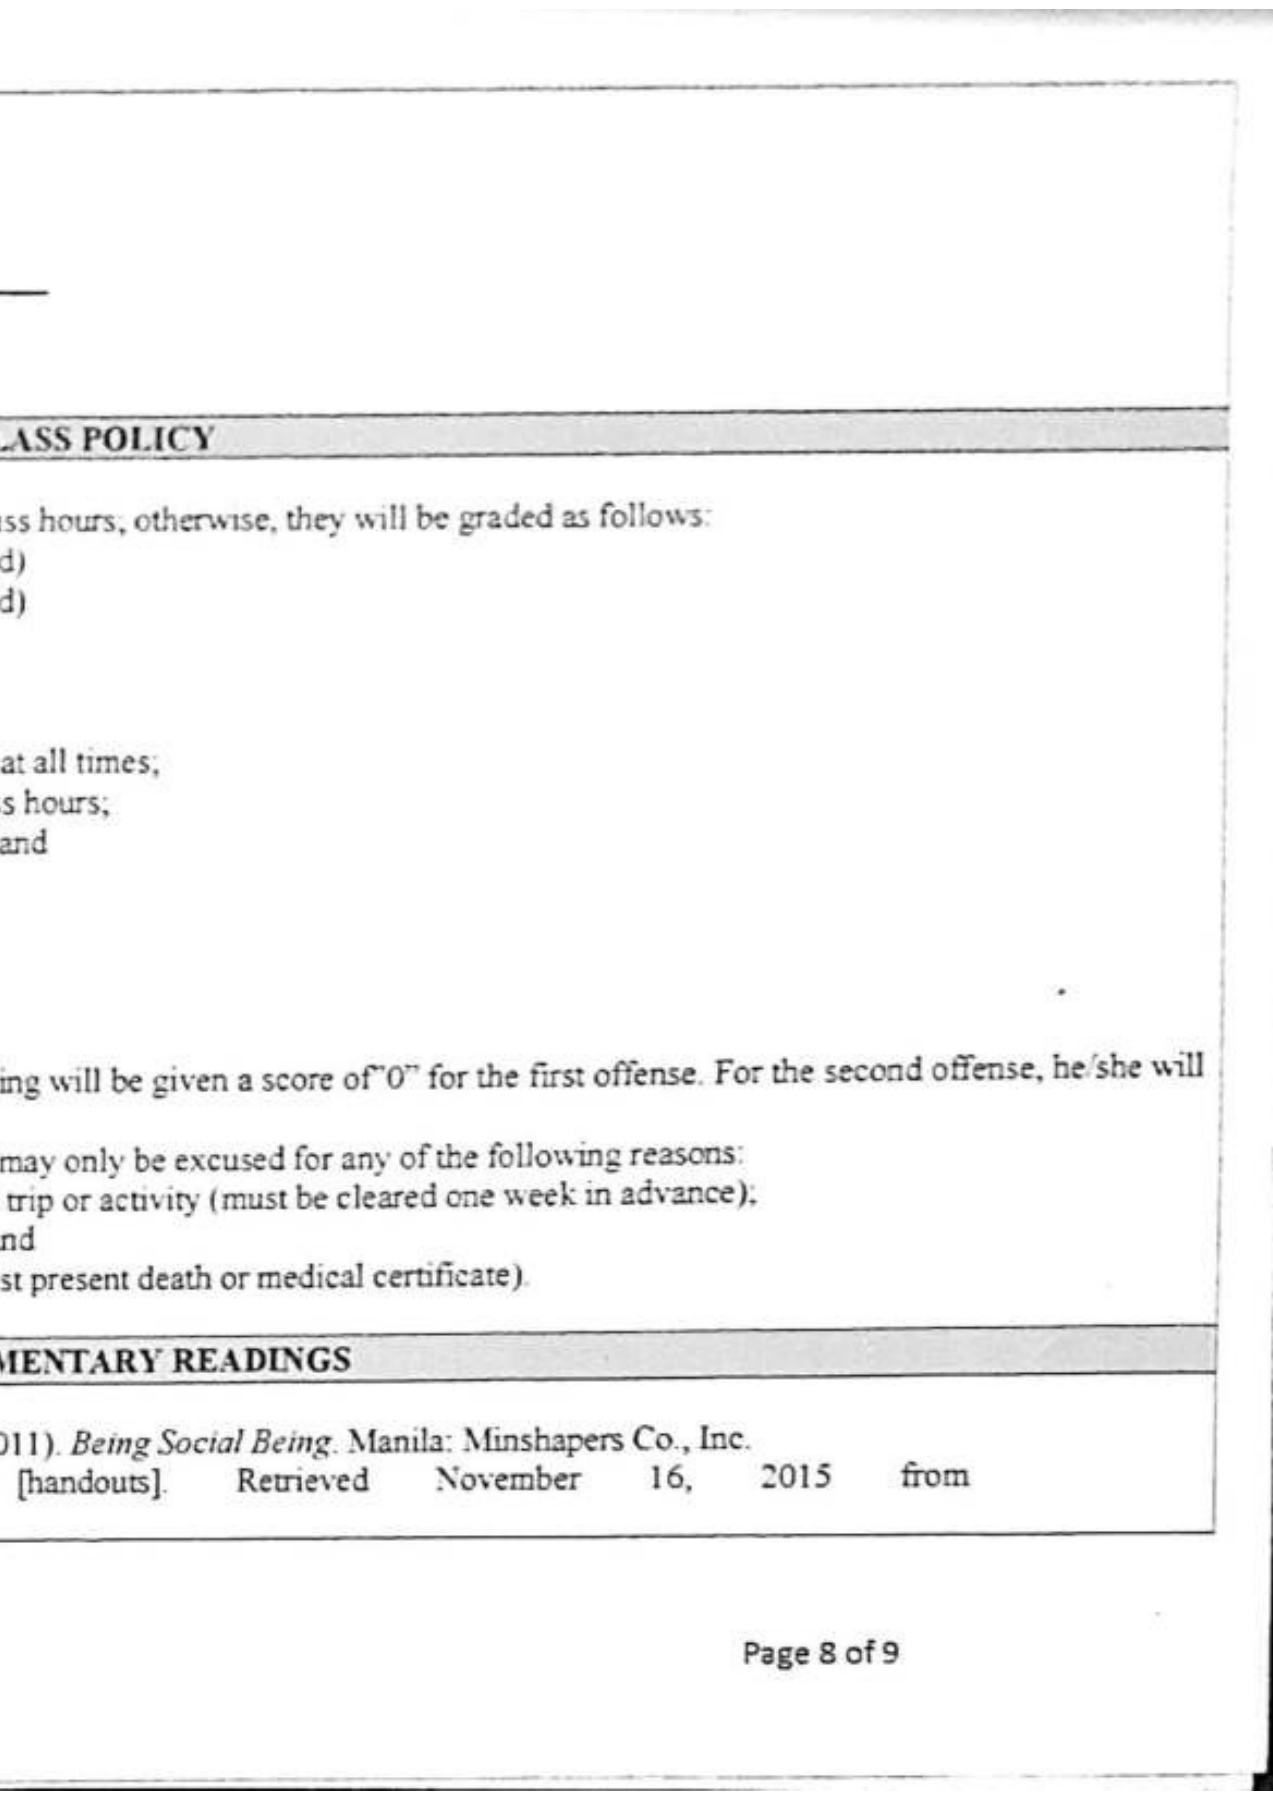 LASS POLICY
ss hours; otherwise, they will be graded as follows:
d)
d)
at all times;
s hours;
and
ing will be given a score of"0" for the first offense. For the second offense, he/she will
may only be excused for any of the following reasons:
trip or activity (must be cleared one week in advance);
nd
st present death or medical certificate).
MENTARY READINGS
011). Being Social Being. Manila: Minshapers Co., Inc.
[handouts]. Retrieved November 16, 2015 from
Page 8 of 9